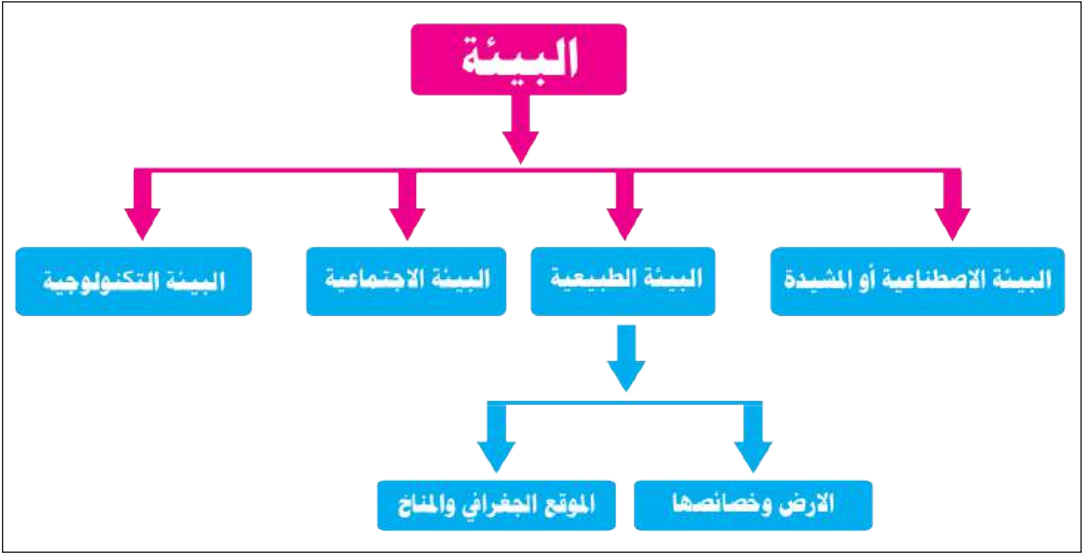 البيئة
البيئة الاصطناعية أو المشيدة
البيئة الطبيعية
البيئة الاجتماعية
البيئة التكنولوجية
الارض وخصائصها
الموقع الجغرافي والمناخ